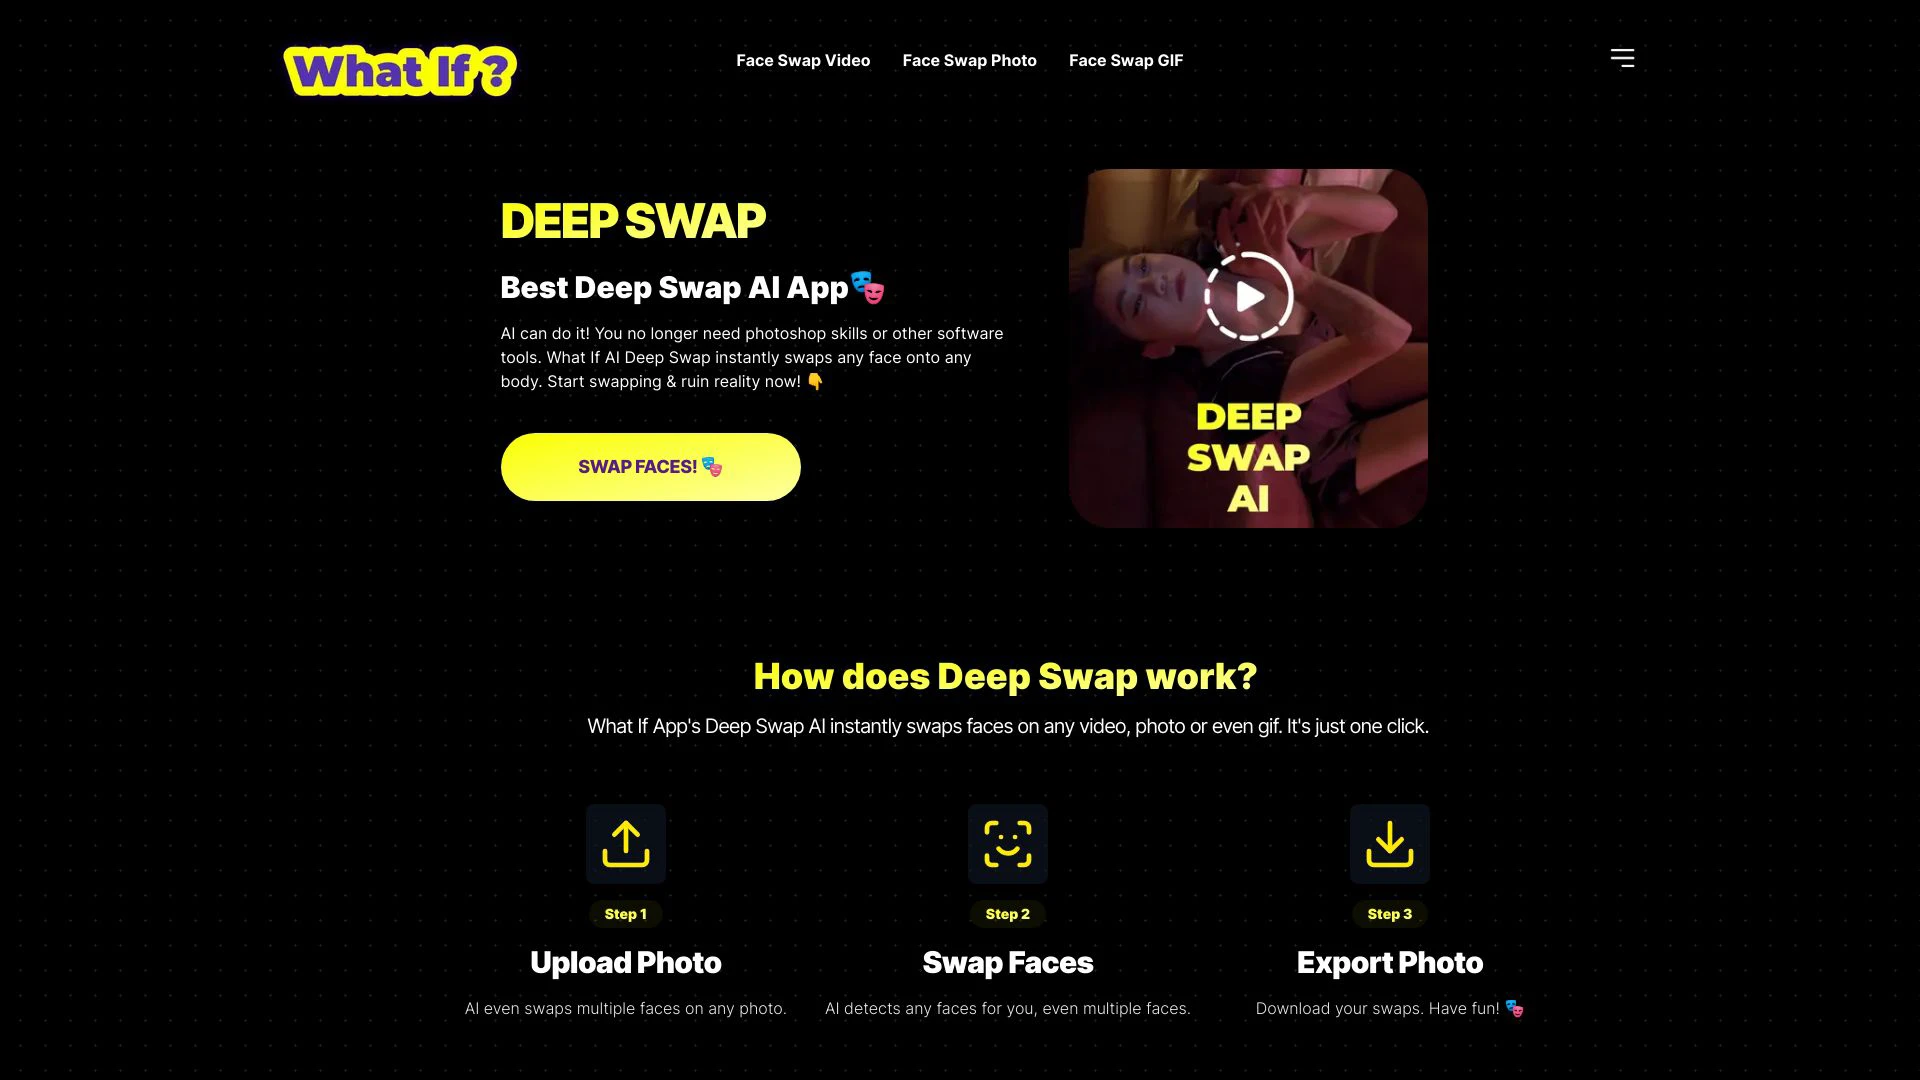 What If ?
Face Swap Video
Face Swap Photo
Face Swap GIF
DEEP SWAP
Best Deep Swap AI App🎭
AI can do it! You no longer need photoshop skills or other software
tools. What If AI Deep Swap instantly swaps any face onto any
body. Start swapping & ruin reality now! 👇
SWAP FACES! 🎭
DEEP
SWAP
AI
How does Deep Swap work?
What If App's Deep Swap AI instantly swaps faces on any video, photo or even gif. It's just one click.
Step 1
Upload Photo
AI even swaps multiple faces on any photo.
Step 2
Swap Faces
AI detects any faces for you, even multiple faces.
Step 3
Export Photo
Download your swaps. Have fun! 🎭